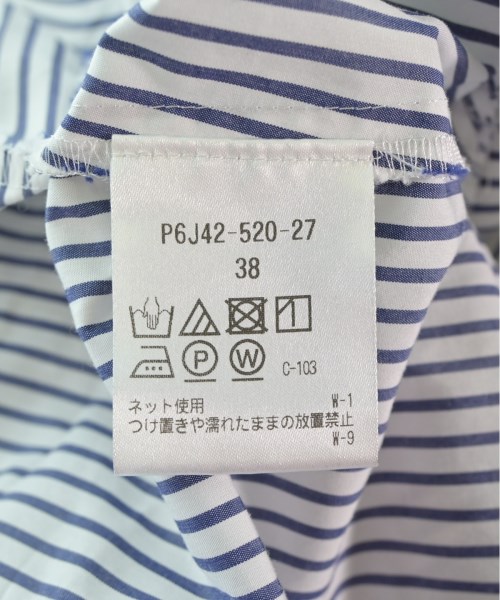 P6J42-520-27
38
P W C-103
ネット使用 W-1
つけ置きや濡れたままの放置禁止
W-9